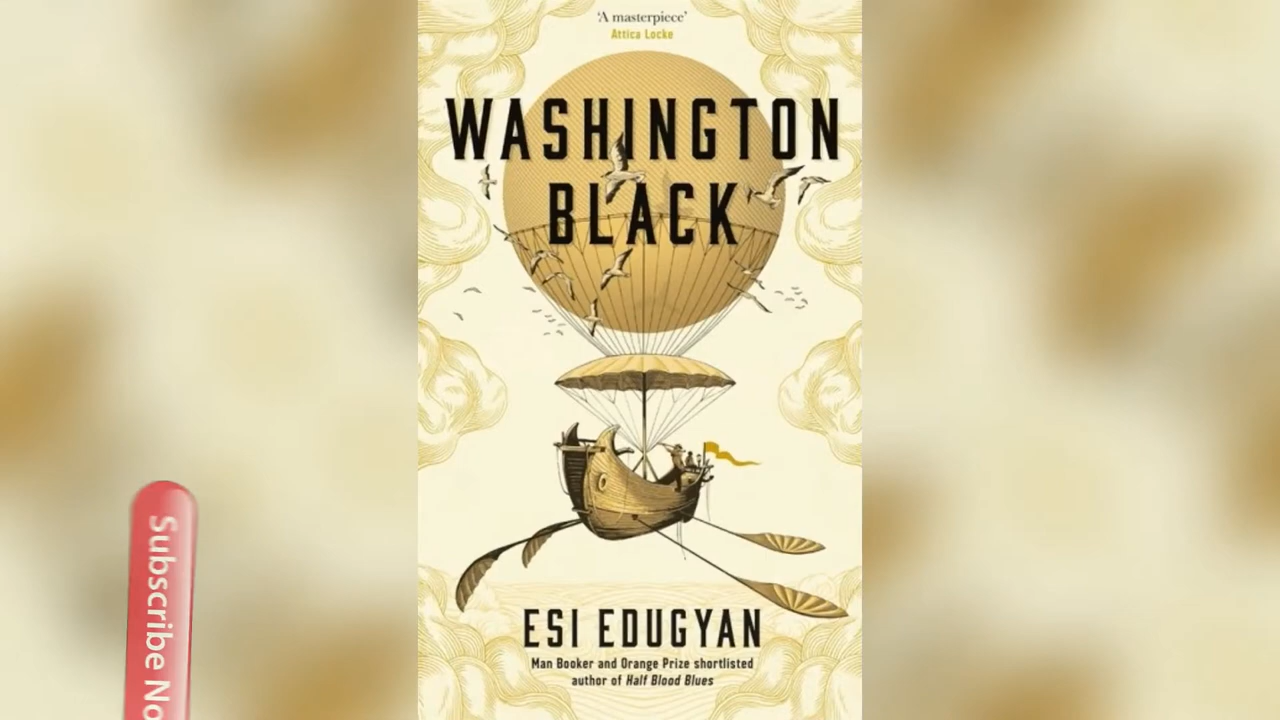 ‘A masterpiece’
Attica Locke
WASHINGTON
BLACK
ESI EDUGYAN
Man Booker and Orange Prize shortlisted
author of Half Blood Blues
Subscribe No